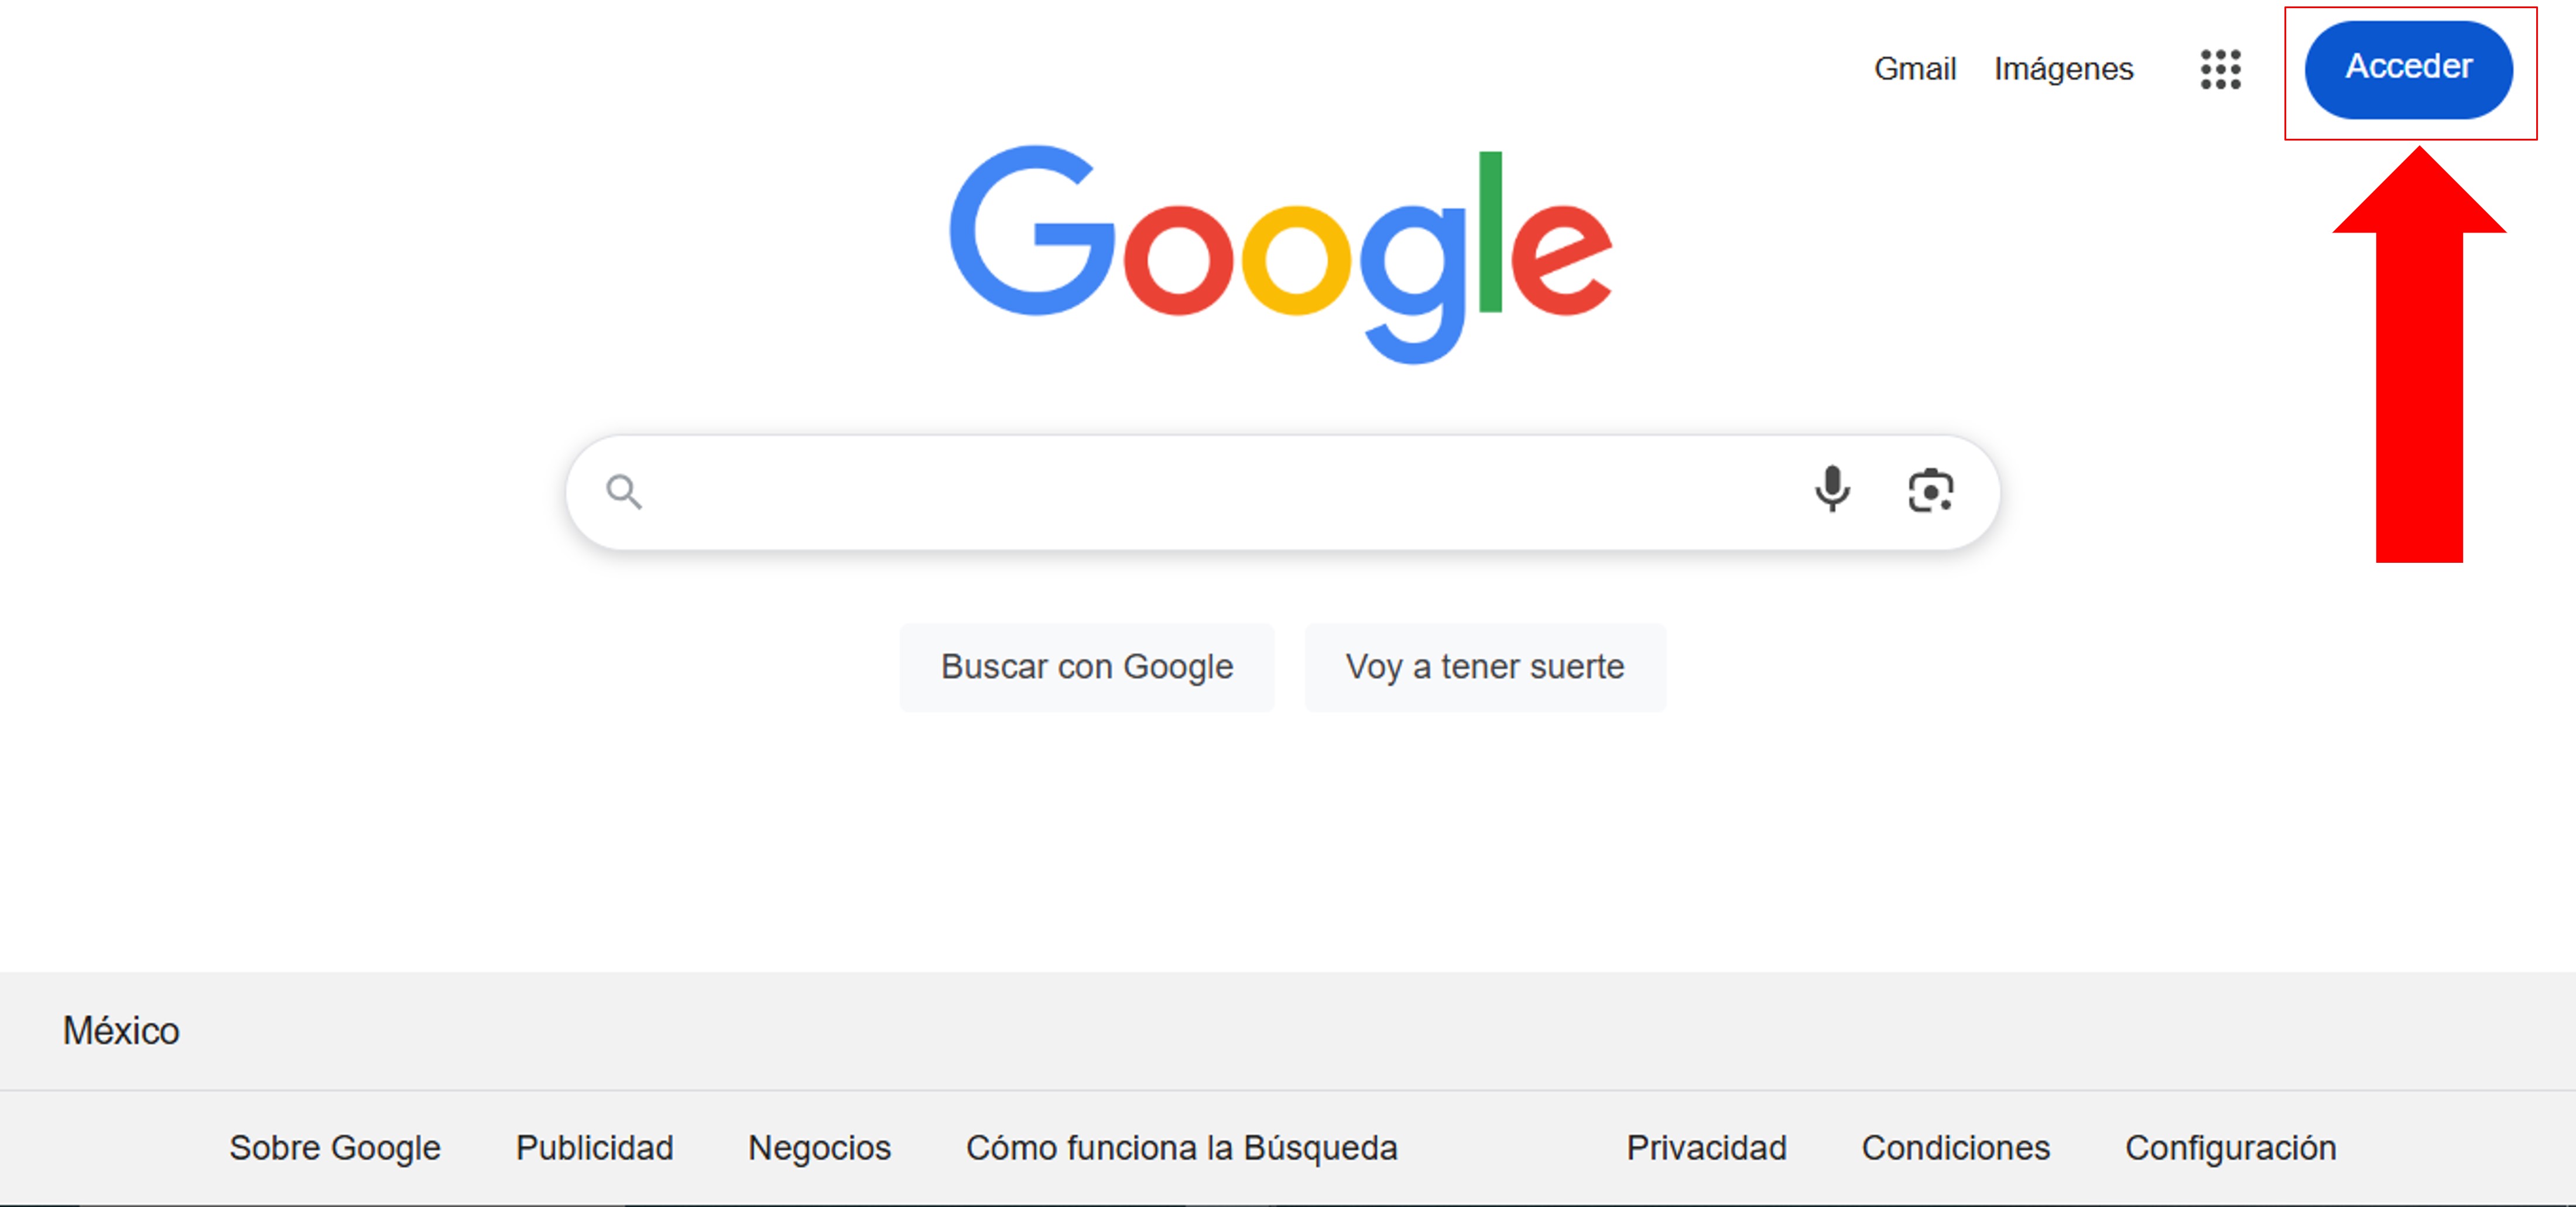 Gmail Imágenes Acceder
Google
Buscar con Google Voy a tener suerte
México
Sobre Google Publicidad Negocios Cómo funciona la Búsqueda Privacidad Condiciones Configuración